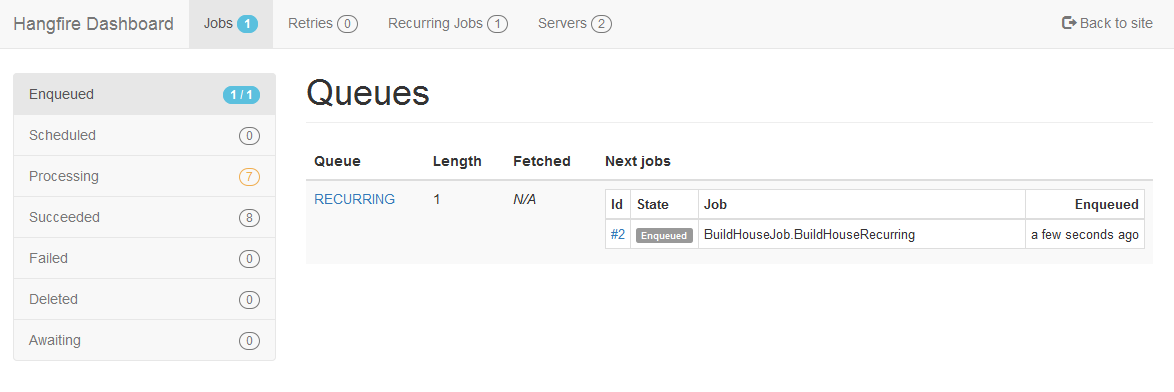 Hangfire Dashboard Jobs 1 Retries 0 Recurring Jobs 1 Servers 2 Back to site
Enqueued 1 / 1
Scheduled 0
Processing 7
Succeeded 8
Failed 0
Deleted 0
Awaiting 0
Queues
Queue Length Fetched Next jobs
RECURRING 1 N/A
Id State Job Enqueued
#2 Enqueued BuildHouseJob.BuildHouseRecurring a few seconds ago